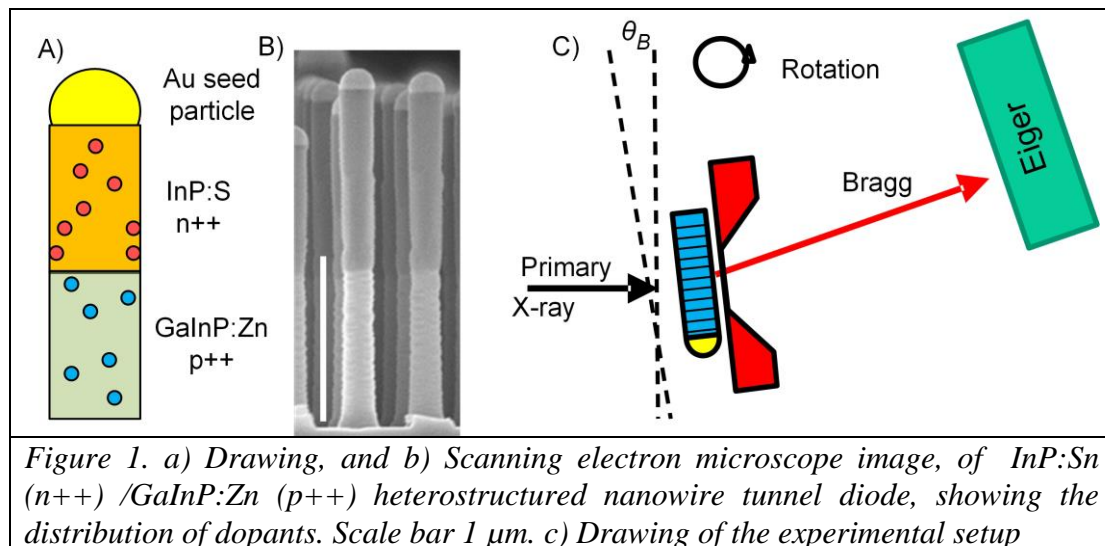 A)
Au seed
particle
InP:S
n++
GaInP:Zn
p++
B)
C)
θB
Rotation
Primary
X-ray
Bragg
Eiger
Figure 1. a) Drawing, and b) Scanning electron microscope image, of InP:Sn
(n++) /GaInP:Zn (p++) heterostructured nanowire tunnel diode, showing the
distribution of dopants. Scale bar 1 μm. c) Drawing of the experimental setup